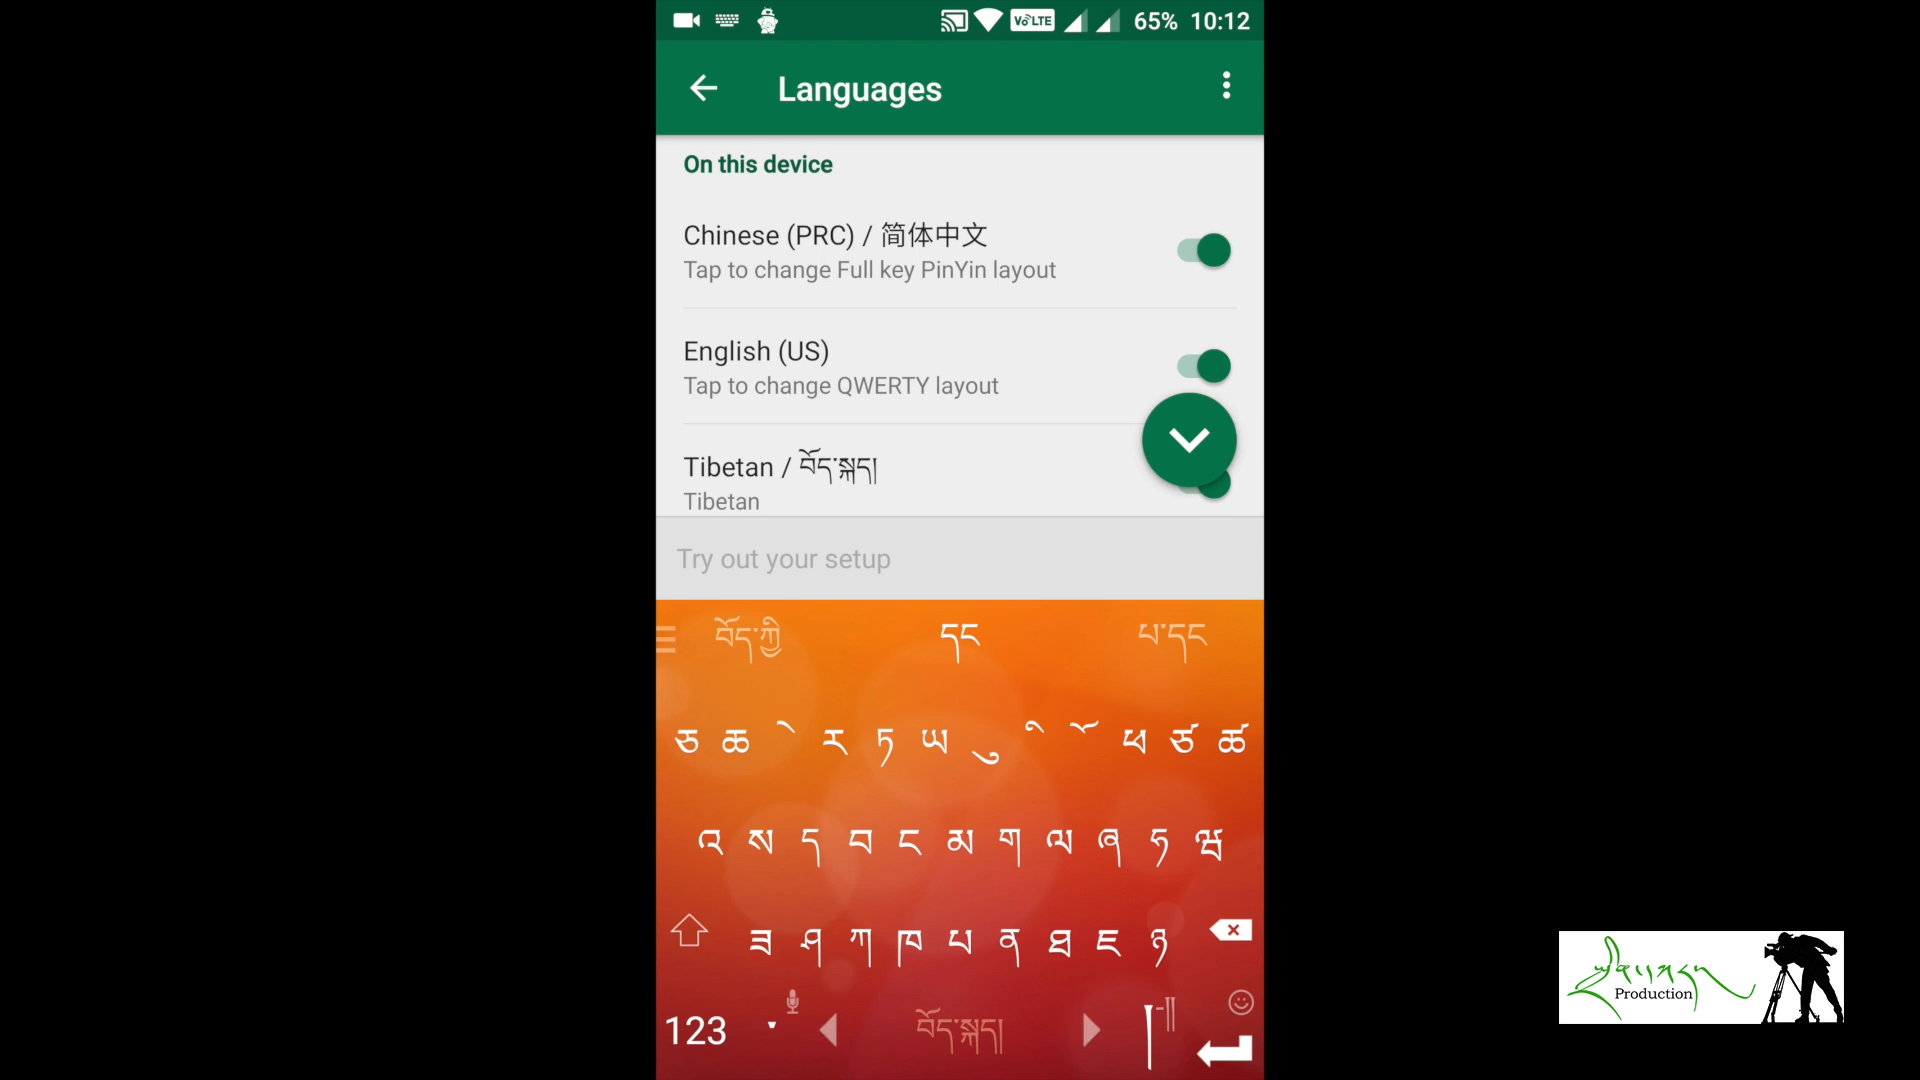 65% 10:12
VoLTE
Languages
On this device
Chinese (PRC) / 简体中文
Tap to change Full key PinYin layout
English (US)
Tap to change QWERTY layout
Tibetan / བོད་སྐད།
Tibetan
Try out your setup
བོད་ཀྱི དང པ་དང
ཅ ཆ ེ ར ཏ ཡ ུ ི ོ ཕ ཙ ཚ
འ ས ད བ ང མ ག ལ ཞ ཧ ཝ
ཟ ཤ ཀ ཁ པ ན ཐ ཇ ཉ
123 ་ བོད་སྐད། །
Production